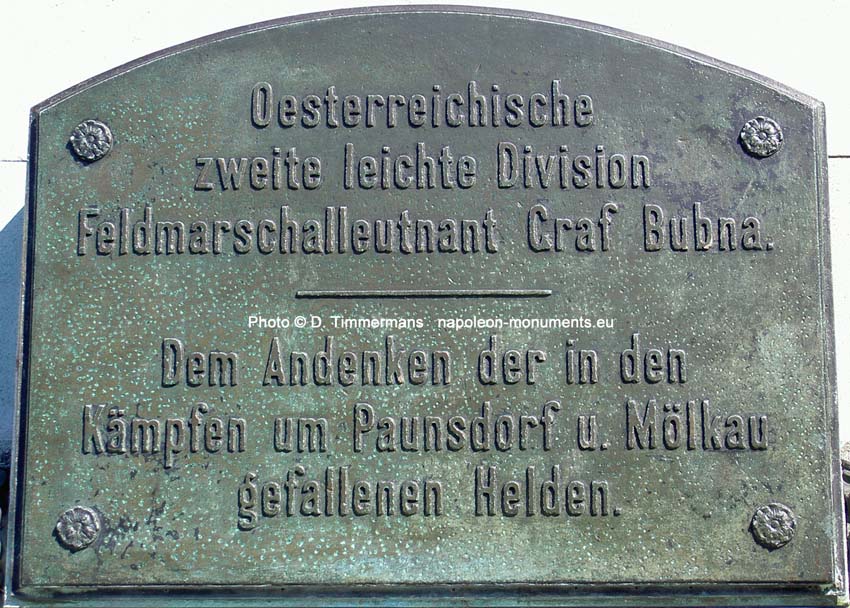 Oesterreichische
zweite leichte Division
Feldmarschalleutnant Graf Bubna.
Photo © D. Timmermans : napoleon-monuments.eu
Dem Andenken der in den
Kämpfen um Paunsdorf u. Mölkau
gefallenen Helden.